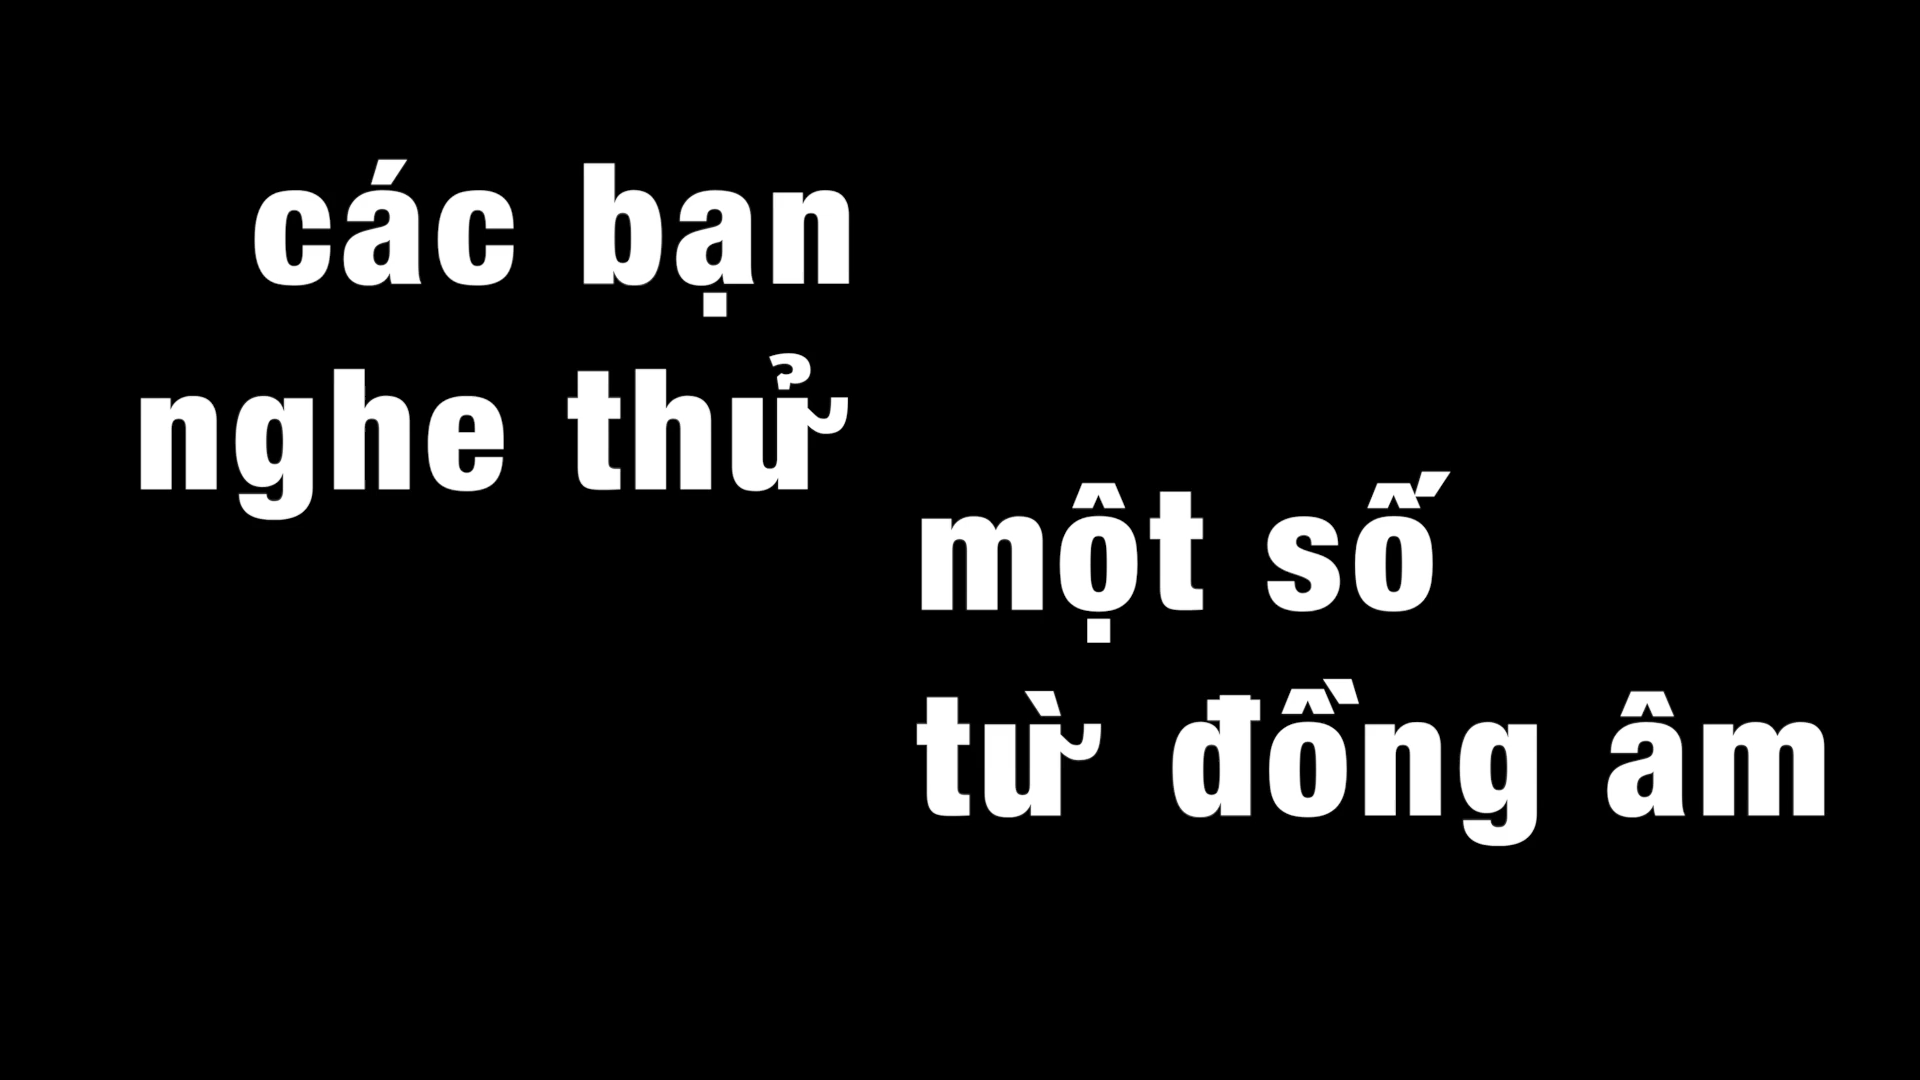 các bạn
nghe thử
một số
từ đồng âm